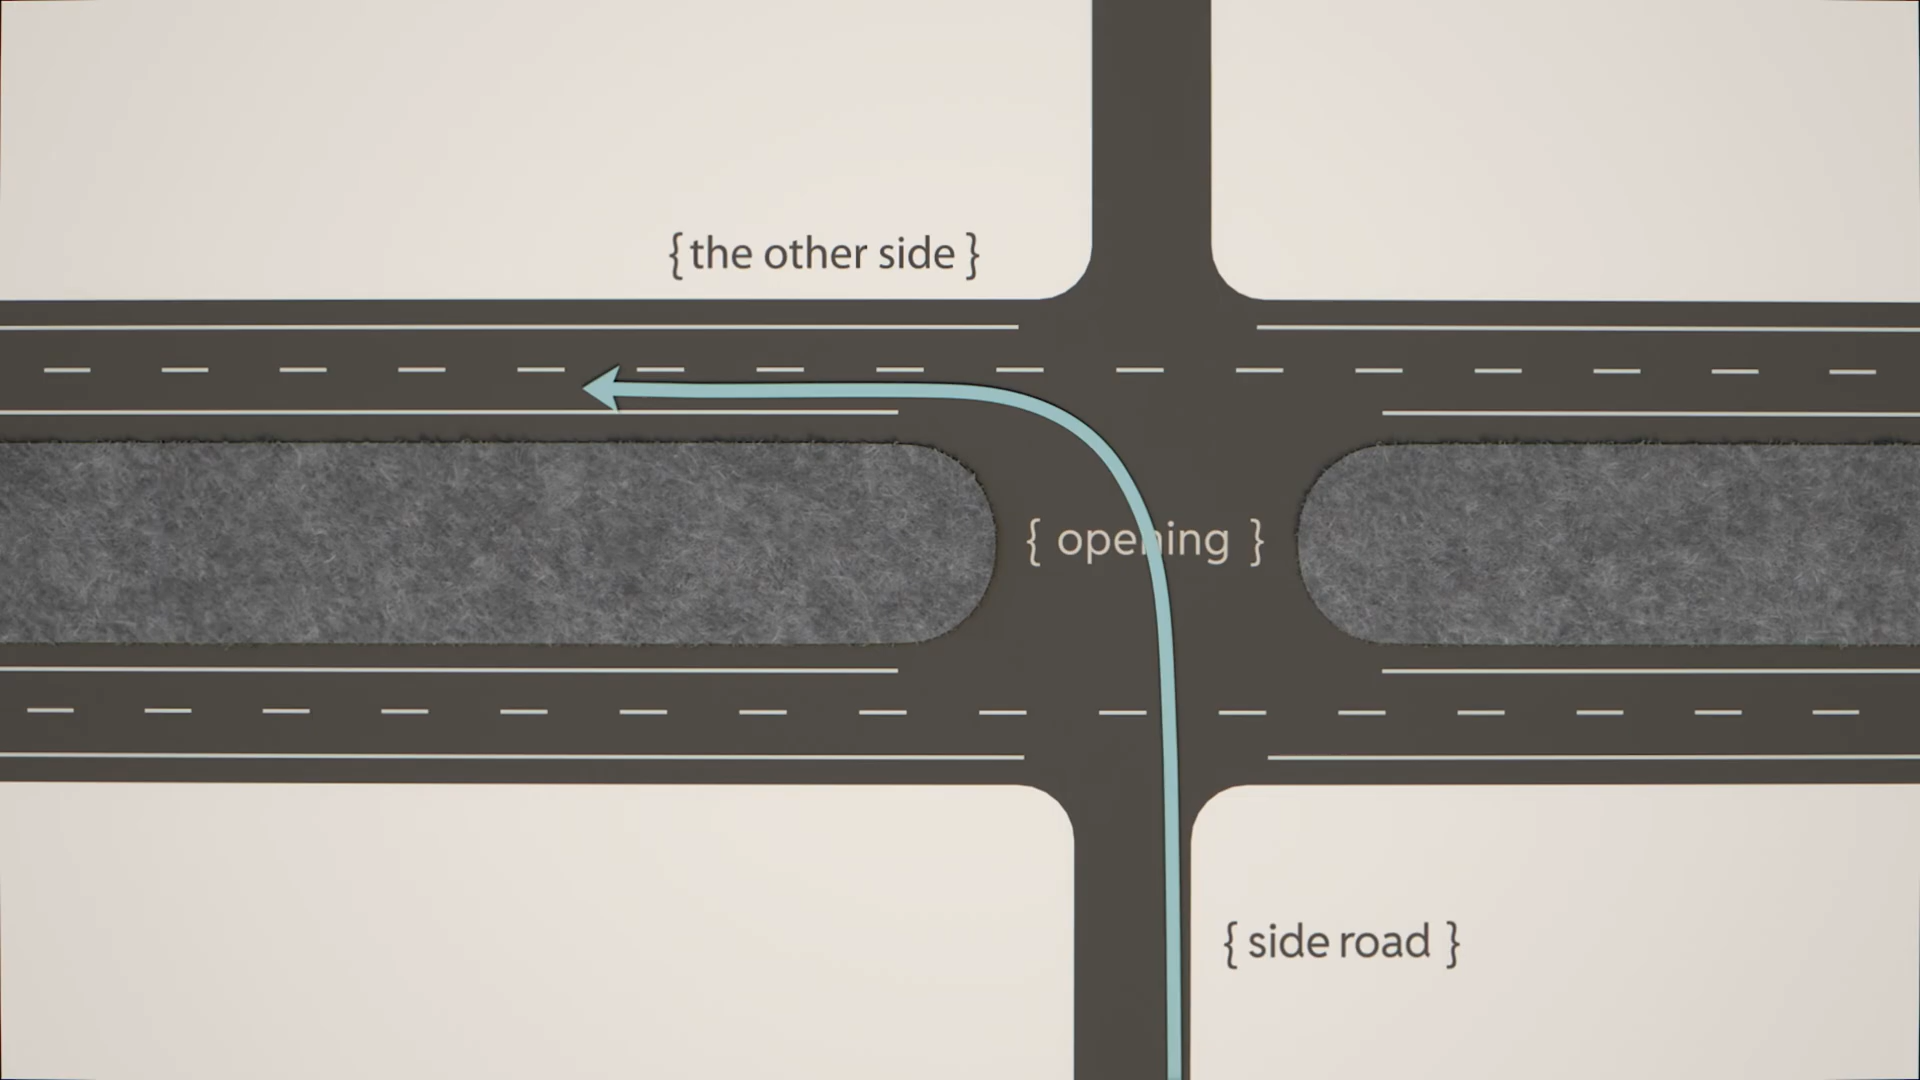 { the other side }
{ opening }
{ side road }